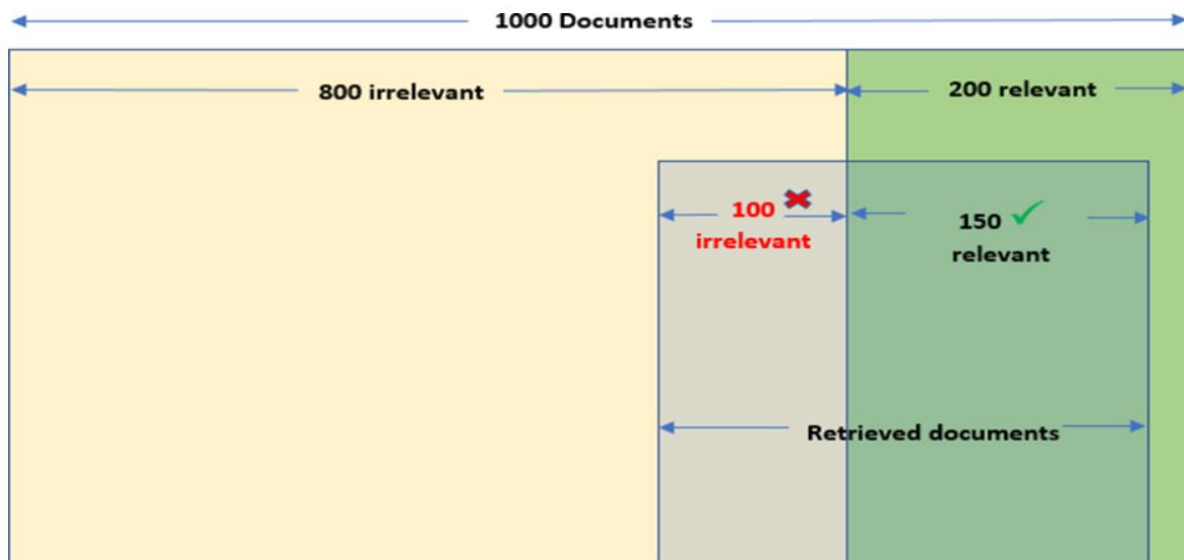 1000 Documents
800 irrelevant
200 relevant
100
irrelevant
150
relevant
Retrieved documents